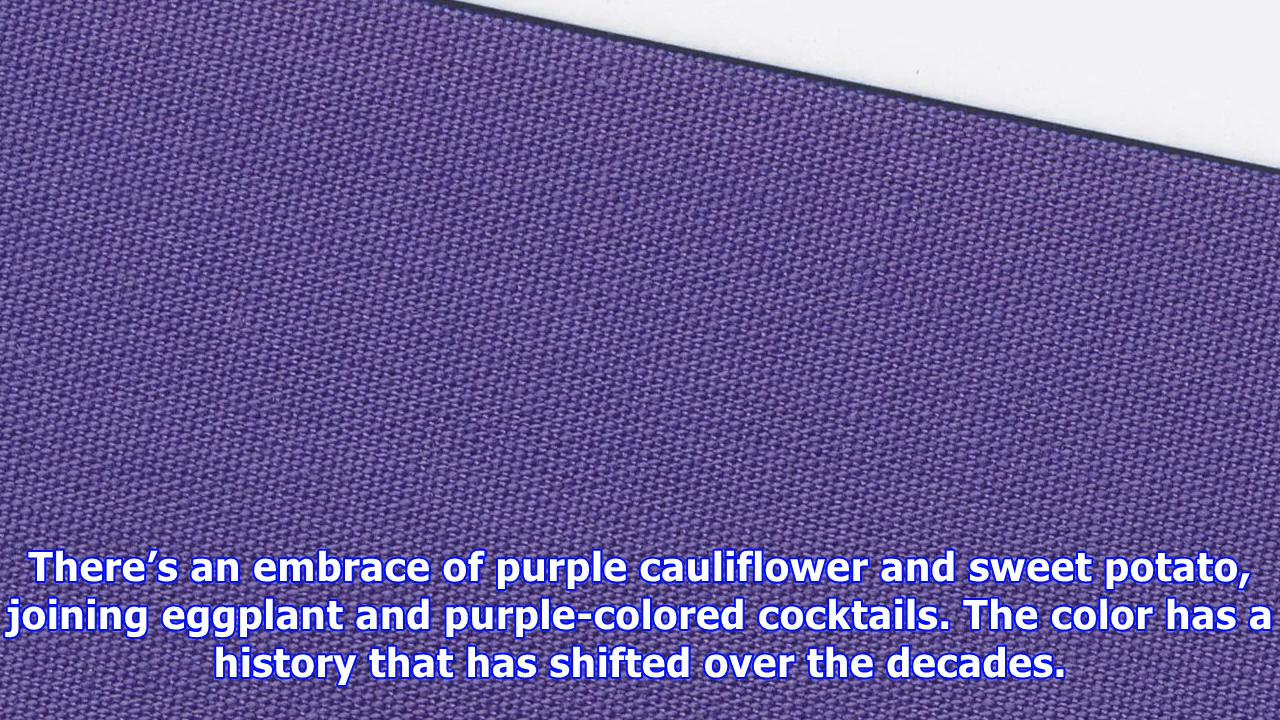 There’s an embrace of purple cauliflower and sweet potato,
joining eggplant and purple-colored cocktails. The color has a
history that has shifted over the decades.